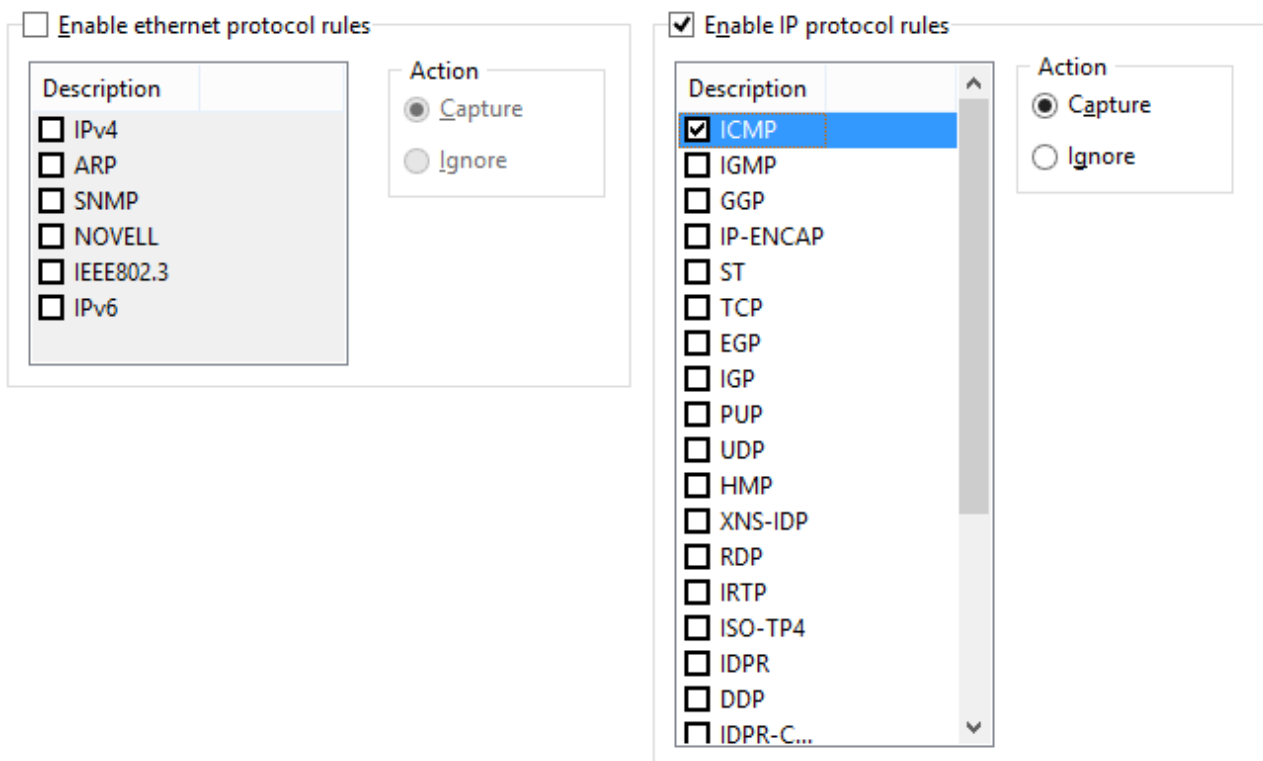 Enable ethernet protocol rules
Description
IPv4
ARP
SNMP
NOVELL
IEEE802.3
IPv6
Action
Capture
Ignore
Enable IP protocol rules
Description
ICMP
IGMP
GGP
IP-ENCAP
ST
TCP
EGP
IGP
PUP
UDP
HMP
XNS-IDP
RDP
IRTP
ISO-TP4
IDPR
DDP
IDPR-C...
Action
Capture
Ignore